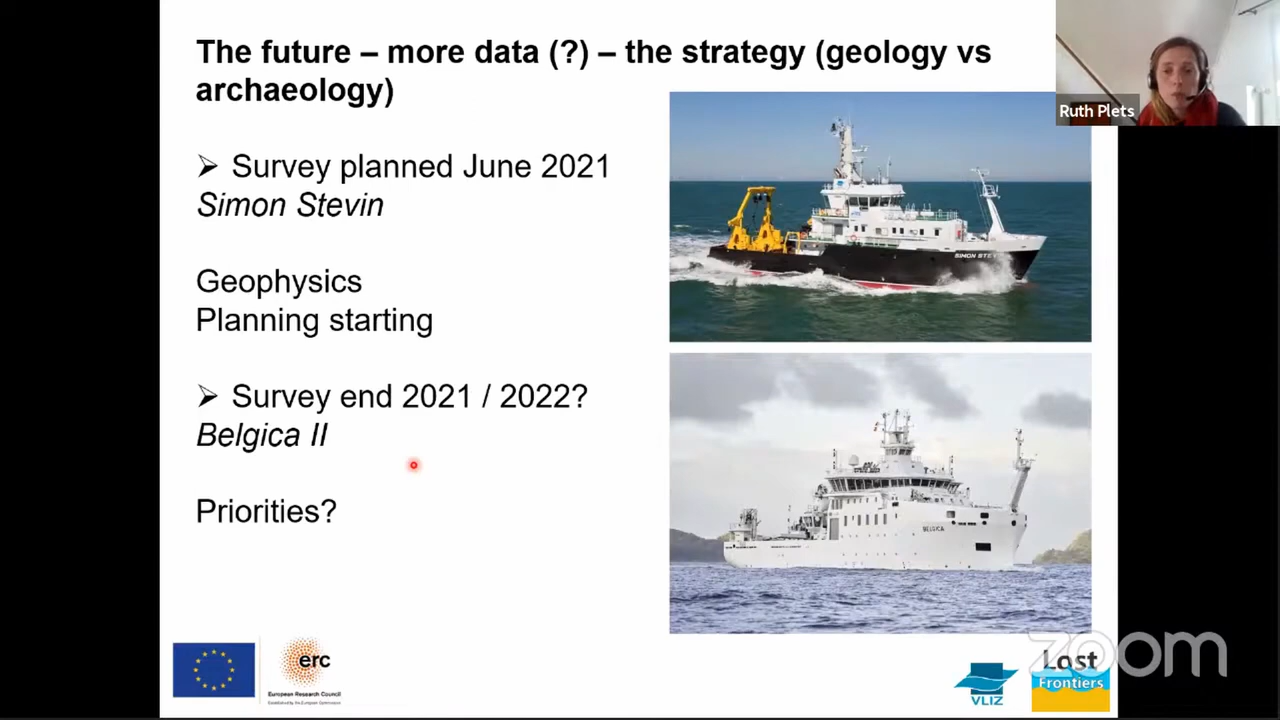 The future – more data (?) – the strategy (geology vs
archaeology)
Ruth Plets
➢ Survey planned June 2021
Simon Stevin
SIMON STEV
Geophysics
Planning starting
➢ Survey end 2021 / 2022?
Belgica II
BELGICA
Priorities?
erc
European Research Council
Established by the European Commission
VLIZ
Lost
Frontiers
zoom